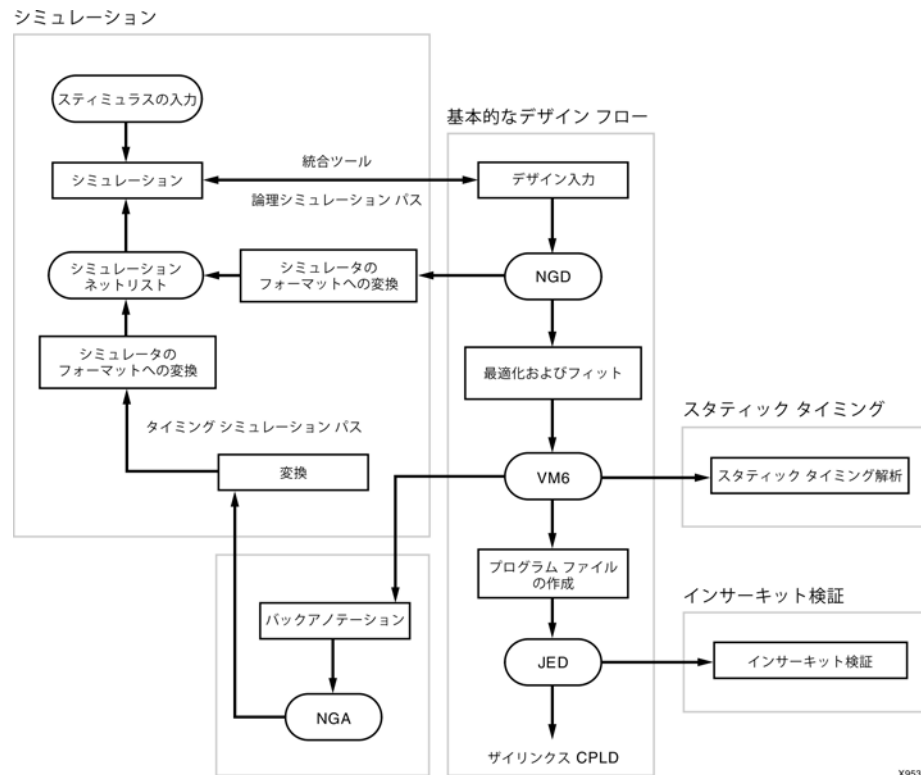 シミュレーション
スティミュラスの入力
基本的なデザイン フロー
統合ツール
シミュレーション
デザイン入力
論理シミュレーション パス
シミュレーション
ネットリスト
シミュレータの
フォーマットへの変換
NGD
シミュレータの
フォーマットへの変換
最適化およびフィット
スタティック タイミング
タイミング シミュレーション パス
変換
VM6
スタティック タイミング解析
プログラム ファイル
の作成
インサーキット検証
バックアノテーション
JED
インサーキット検証
NGA
ザイリンクス CPLD